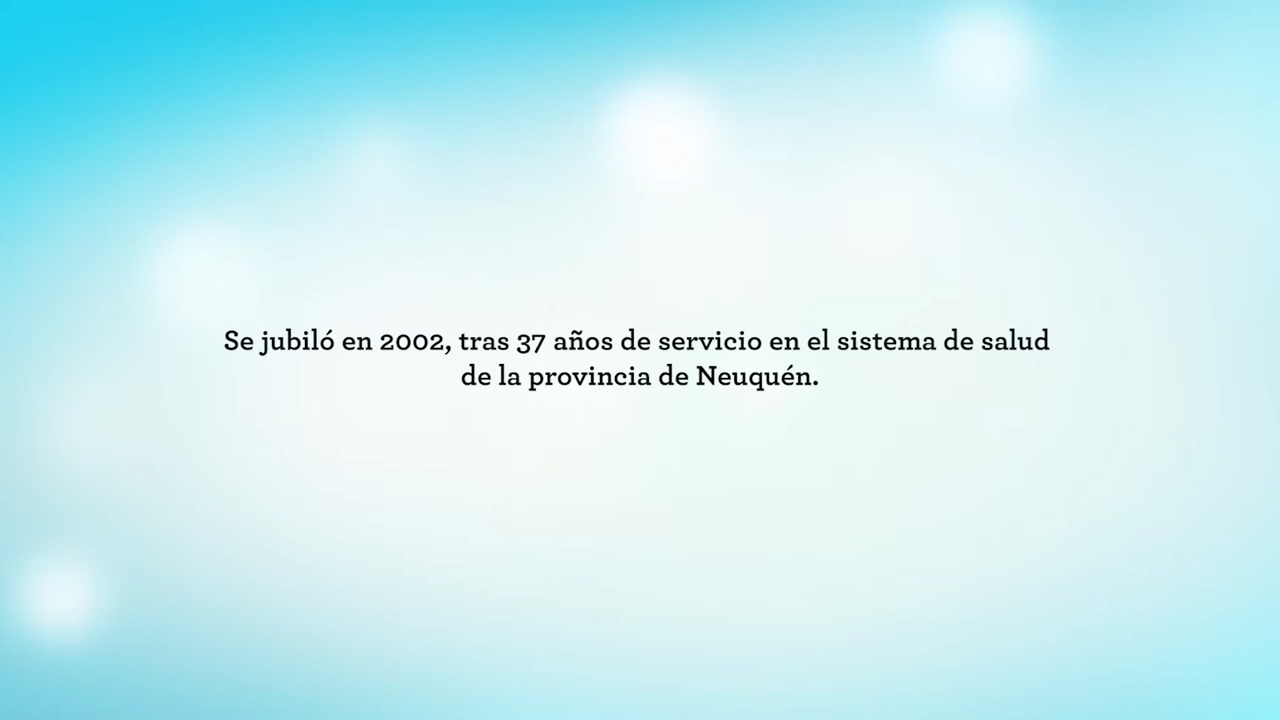 Se jubiló en 2002, tras 37 años de servicio en el sistema de salud
de la provincia de Neuquén.